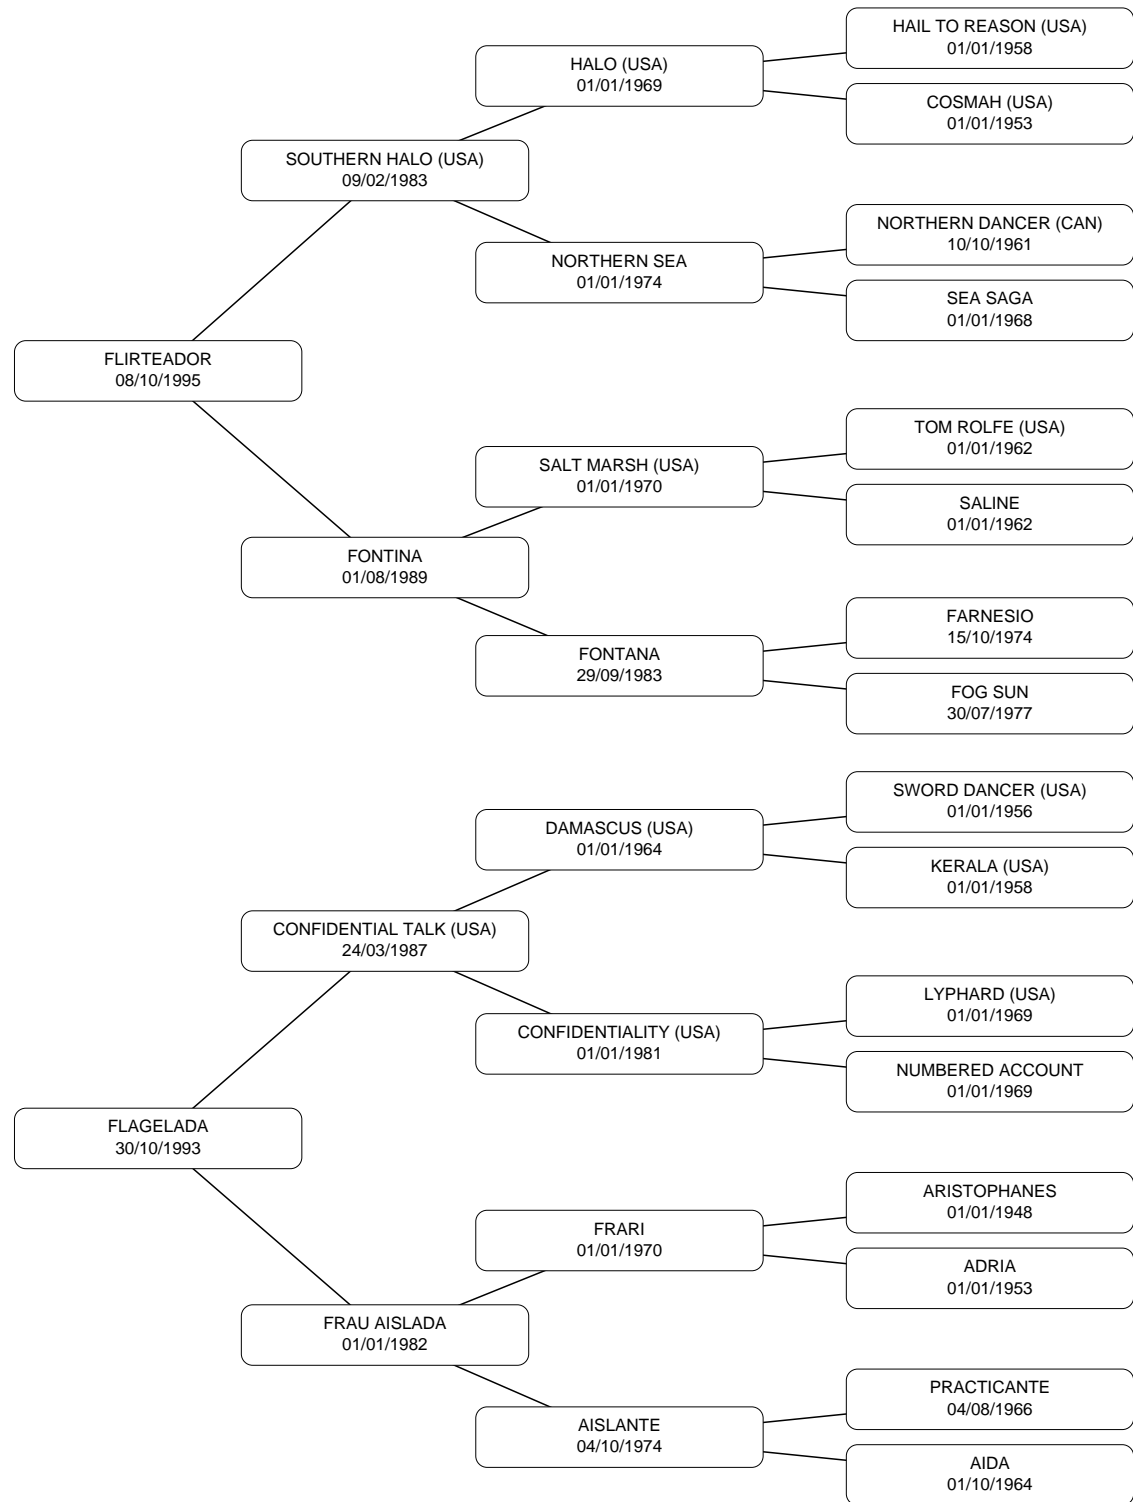 HAIL TO REASON (USA)
01/01/1958
HALO (USA)
01/01/1969
COSMAH (USA)
01/01/1953
SOUTHERN HALO (USA)
09/02/1983
NORTHERN DANCER (CAN)
10/10/1961
NORTHERN SEA
01/01/1974
SEA SAGA
01/01/1968
FLIRTEADOR
08/10/1995
TOM ROLFE (USA)
01/01/1962
SALT MARSH (USA)
01/01/1970
SALINE
01/01/1962
FONTINA
01/08/1989
FARNESIO
15/10/1974
FONTANA
29/09/1983
FOG SUN
30/07/1977
SWORD DANCER (USA)
01/01/1956
DAMASCUS (USA)
01/01/1964
KERALA (USA)
01/01/1958
CONFIDENTIAL TALK (USA)
24/03/1987
LYPHARD (USA)
01/01/1969
CONFIDENTIALITY (USA)
01/01/1981
NUMBERED ACCOUNT
01/01/1969
FLAGELADA
30/10/1993
ARISTOPHANES
01/01/1948
FRARI
01/01/1970
ADRIA
01/01/1953
FRAU AISLADA
01/01/1982
PRACTICANTE
04/08/1966
AISLANTE
04/10/1974
AIDA
01/10/1964